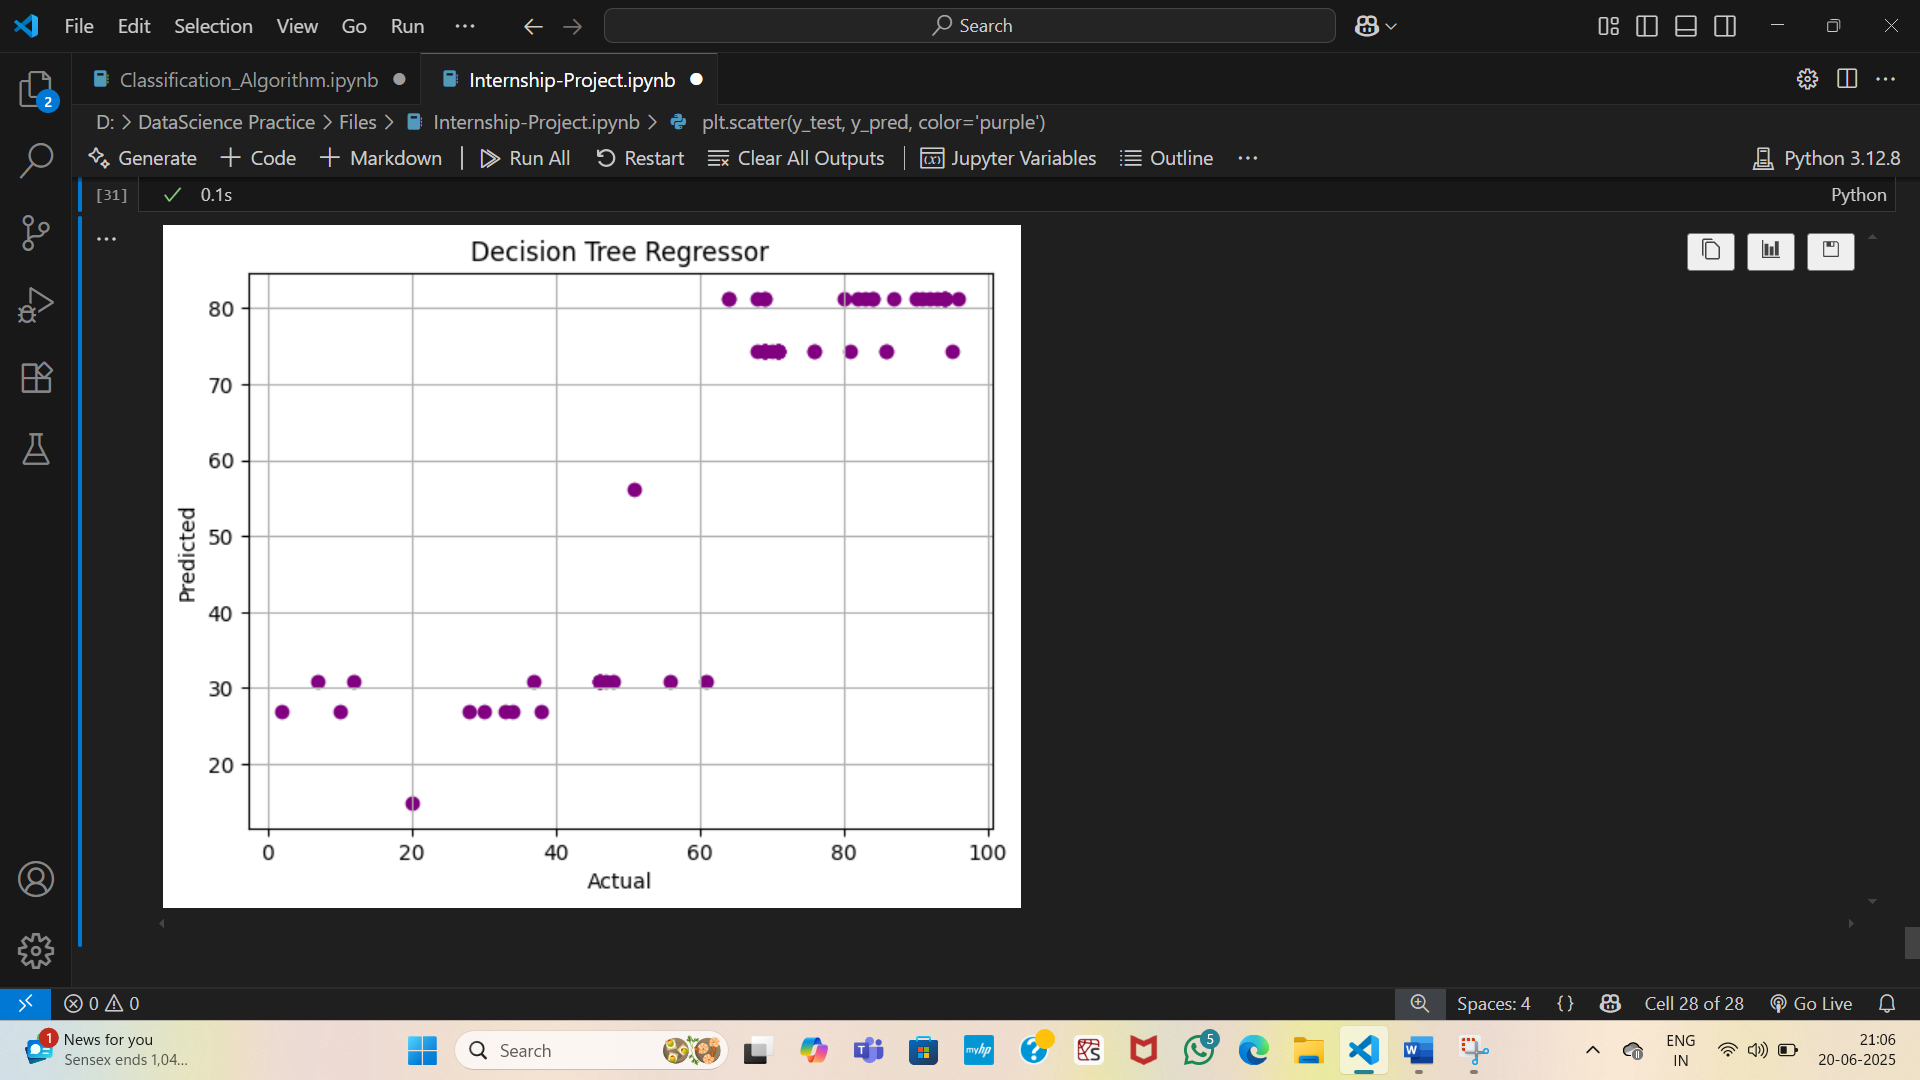 File Edit Selection View Go Run ··· Search
Classification_Algorithm.ipynb Internship-Project.ipynb
2
D: > DataScience Practice > Files > Internship-Project.ipynb > plt.scatter(y_test, y_pred, color='purple')
Generate + Code + Markdown | Run All Restart Clear All Outputs | Jupyter Variables Outline ··· Python 3.12.8
[31] 0.1s Python
...
Decision Tree Regressor
80
70
60
50
40
30
20
Predicted
0 20 40 60 80 100
Actual
0 0 Spaces: 4 {} Cell 28 of 28 Go Live
1 News for you
Sensex ends 1,04...
Search
myhp
5
ENG
IN
21:06
20-06-2025